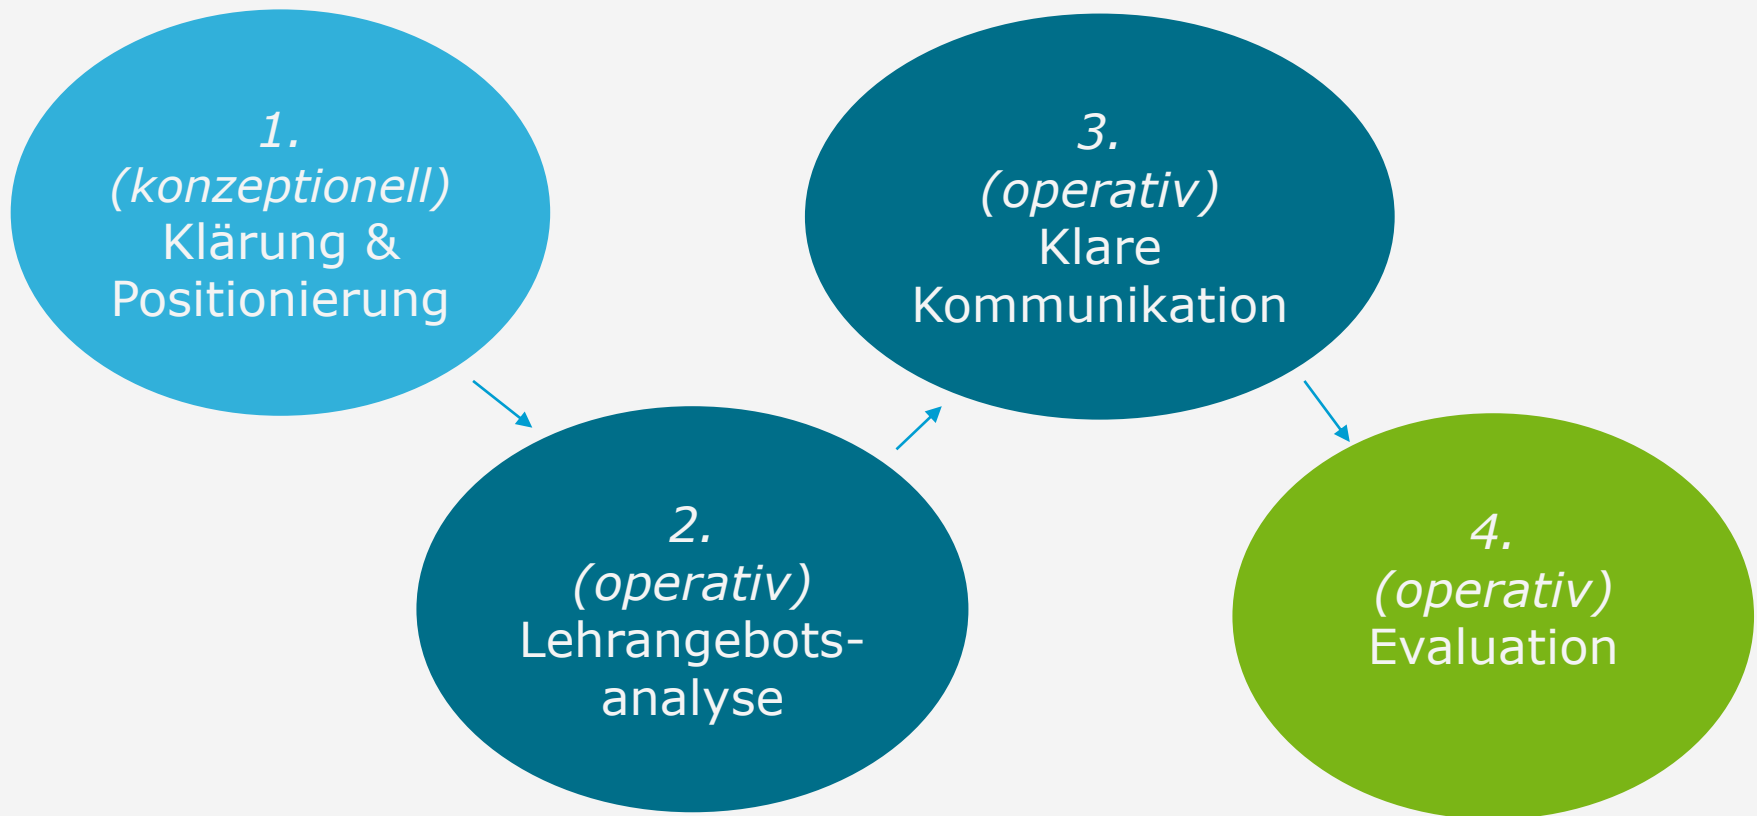 1.
(konzeptionell)
Klärung &
Positionierung
2.
(operativ)
Lehrangebots-
analyse
3.
(operativ)
Klare
Kommunikation
4.
(operativ)
Evaluation